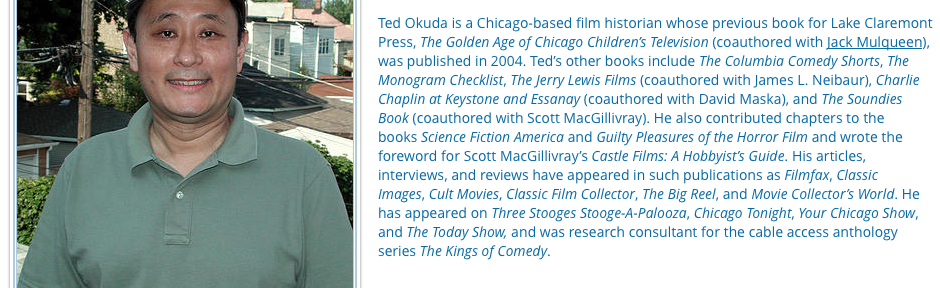 Ted Okuda is a Chicago-based film historian whose previous book for Lake Claremont
Press, The Golden Age of Chicago Children's Television (coauthored with Jack Mulqueen),
was published in 2004. Ted's other books include The Columbia Comedy Shorts, The
Monogram Checklist, The Jerry Lewis Films (coauthored with James L. Neibaur), Charlie
Chaplin at Keystone and Essanay (coauthored with David Maska), and The Soundies
Book (coauthored with Scott MacGillivray). He also contributed chapters to the
books Science Fiction America and Guilty Pleasures of the Horror Film and wrote the
foreword for Scott MacGillivray's Castle Films: A Hobbyist's Guide. His articles,
interviews, and reviews have appeared in such publications as Filmfax, Classic
Images, Cult Movies, Classic Film Collector, The Big Reel, and Movie Collector's World. He
has appeared on Three Stooges Stooge-A-Palooza, Chicago Tonight, Your Chicago Show,
and The Today Show, and was research consultant for the cable access anthology
series The Kings of Comedy.